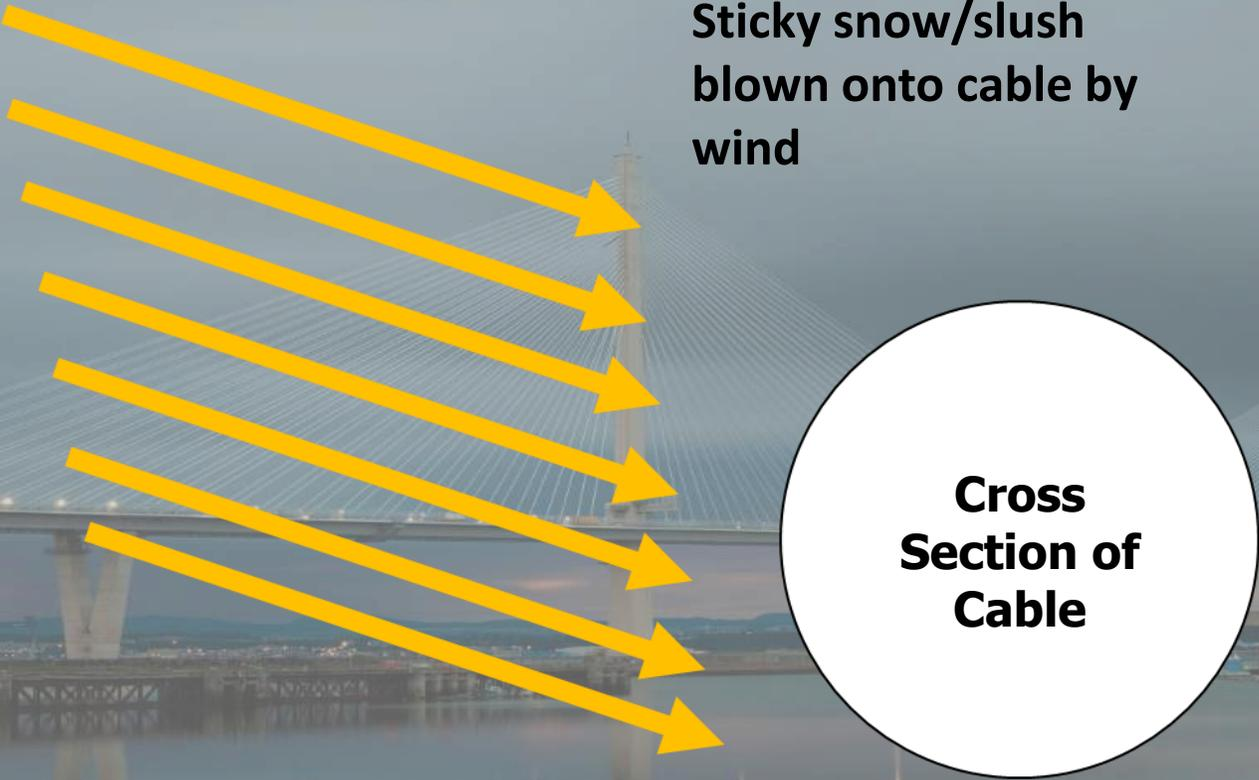 Sticky snow/slush
blown onto cable by
wind
Cross
Section of
Cable